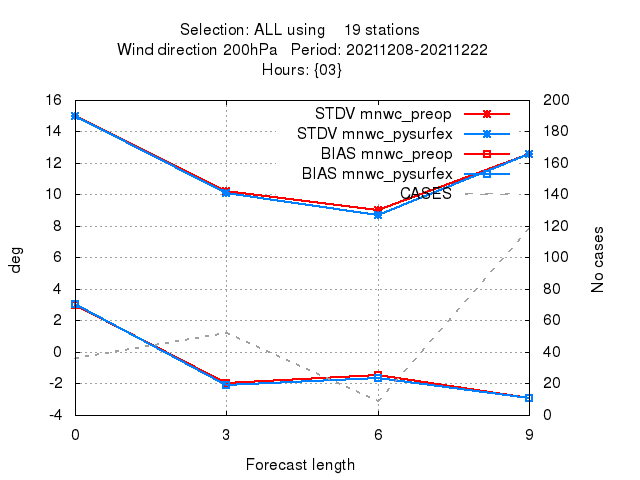 Selection: ALL using 19 stations
Wind direction 200hPa Period: 20211208-20211222
Hours: {03}
16 200
STDV mnwc_preop
14 180
STDV mnwc_pysurfex
12 160
BIAS mnwc_preop
BIAS mnwc_pysurfex
10 140
CASES
8 120
6 100
4 80
2 60
0 40
-2 20
-4 0
deg
No cases
0 3 6 9
Forecast length